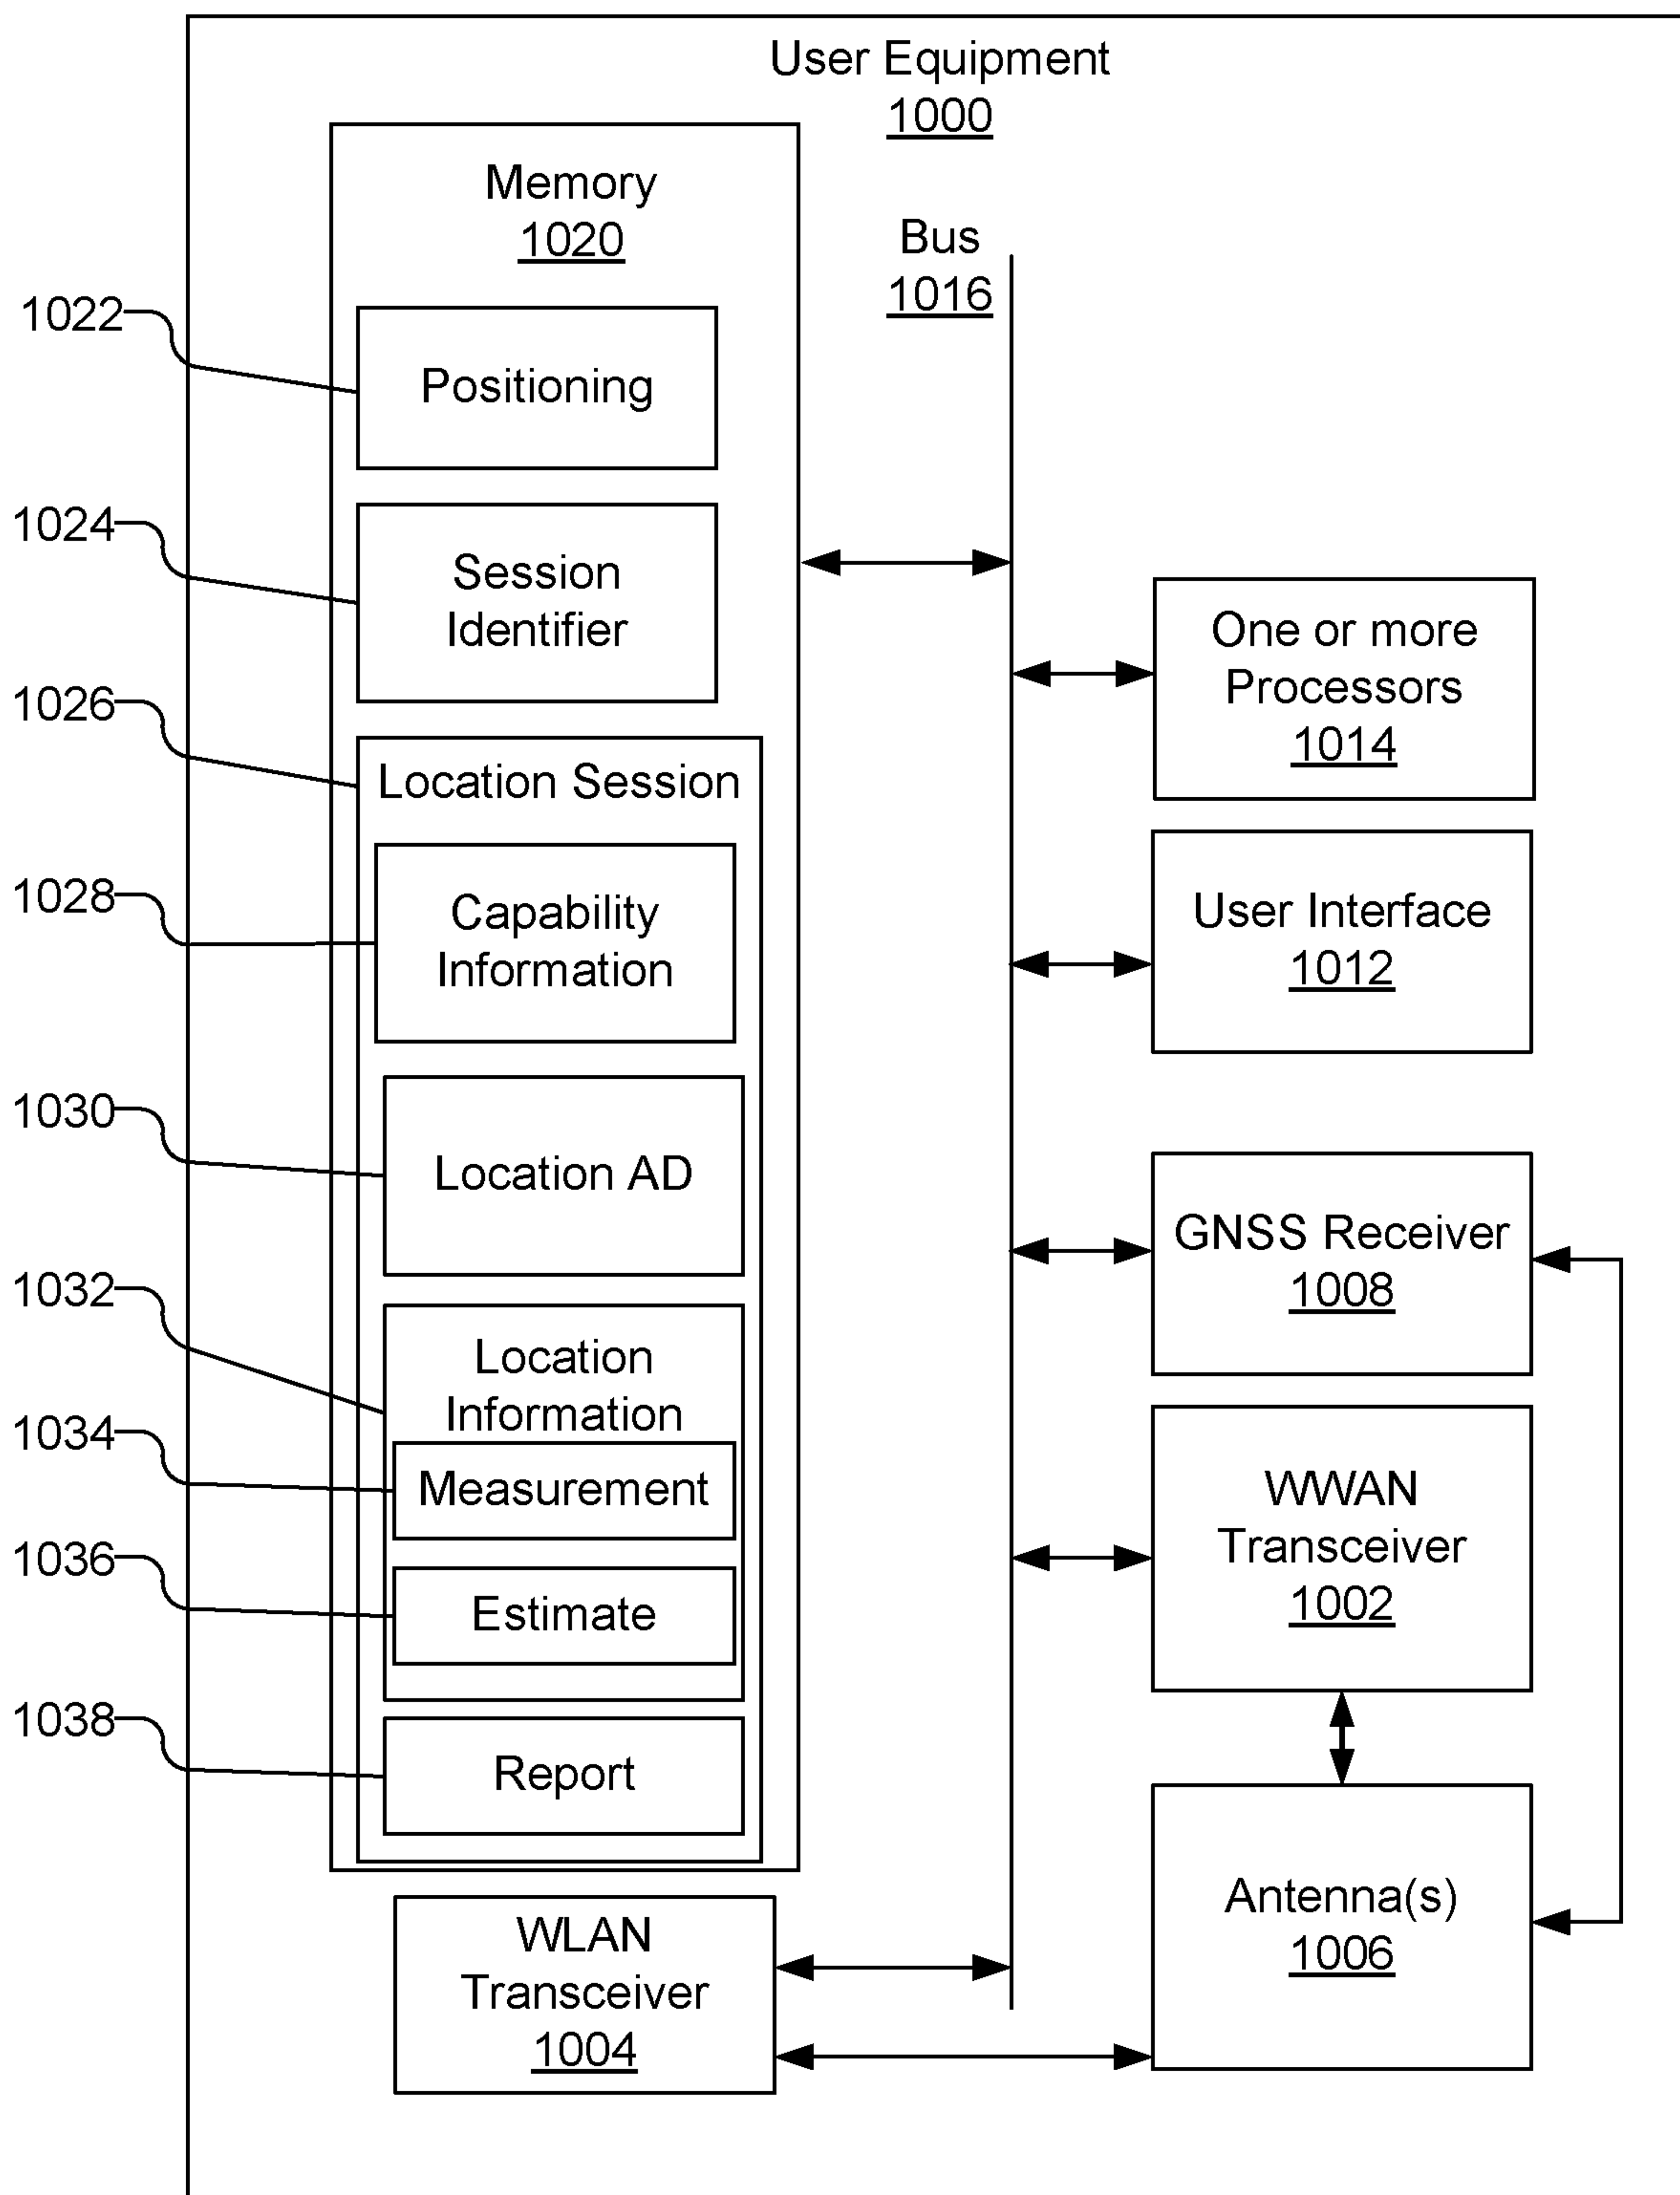 User Equipment
1000
Memory
1020
Bus
1016
1022
Positioning
1024
Session
Identifier
One or more
Processors
1014
1026
Location Session
1028
Capability
Information
User Interface
1012
1030
Location AD
GNSS Receiver
1008
1032
Location
Information
1034
Measurement
WWAN
Transceiver
1002
1036
Estimate
1038
Report
Antenna(s)
1006
WLAN
Transceiver
1004